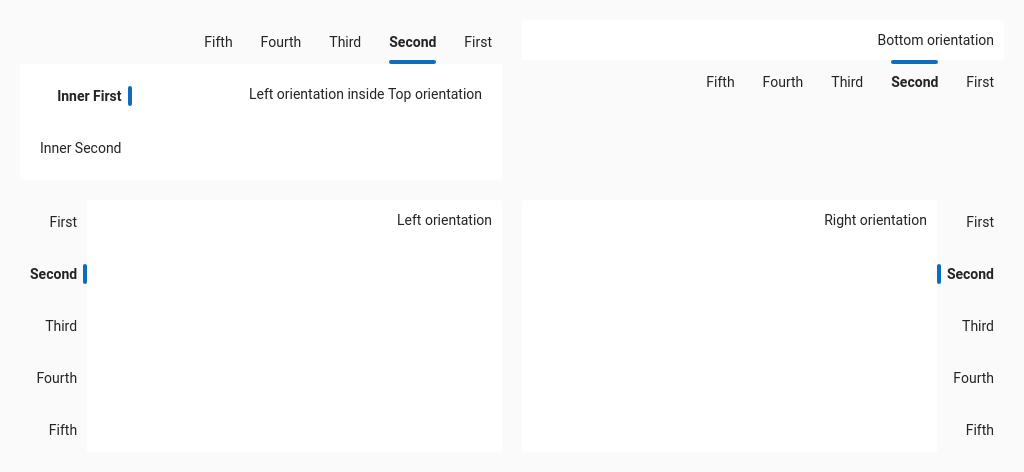 Fifth Fourth Third Second First
Inner First
Left orientation inside Top orientation
Inner Second
Bottom orientation
Fifth Fourth Third Second First
First
Second
Third
Fourth
Fifth
Left orientation
Right orientation
First
Second
Third
Fourth
Fifth